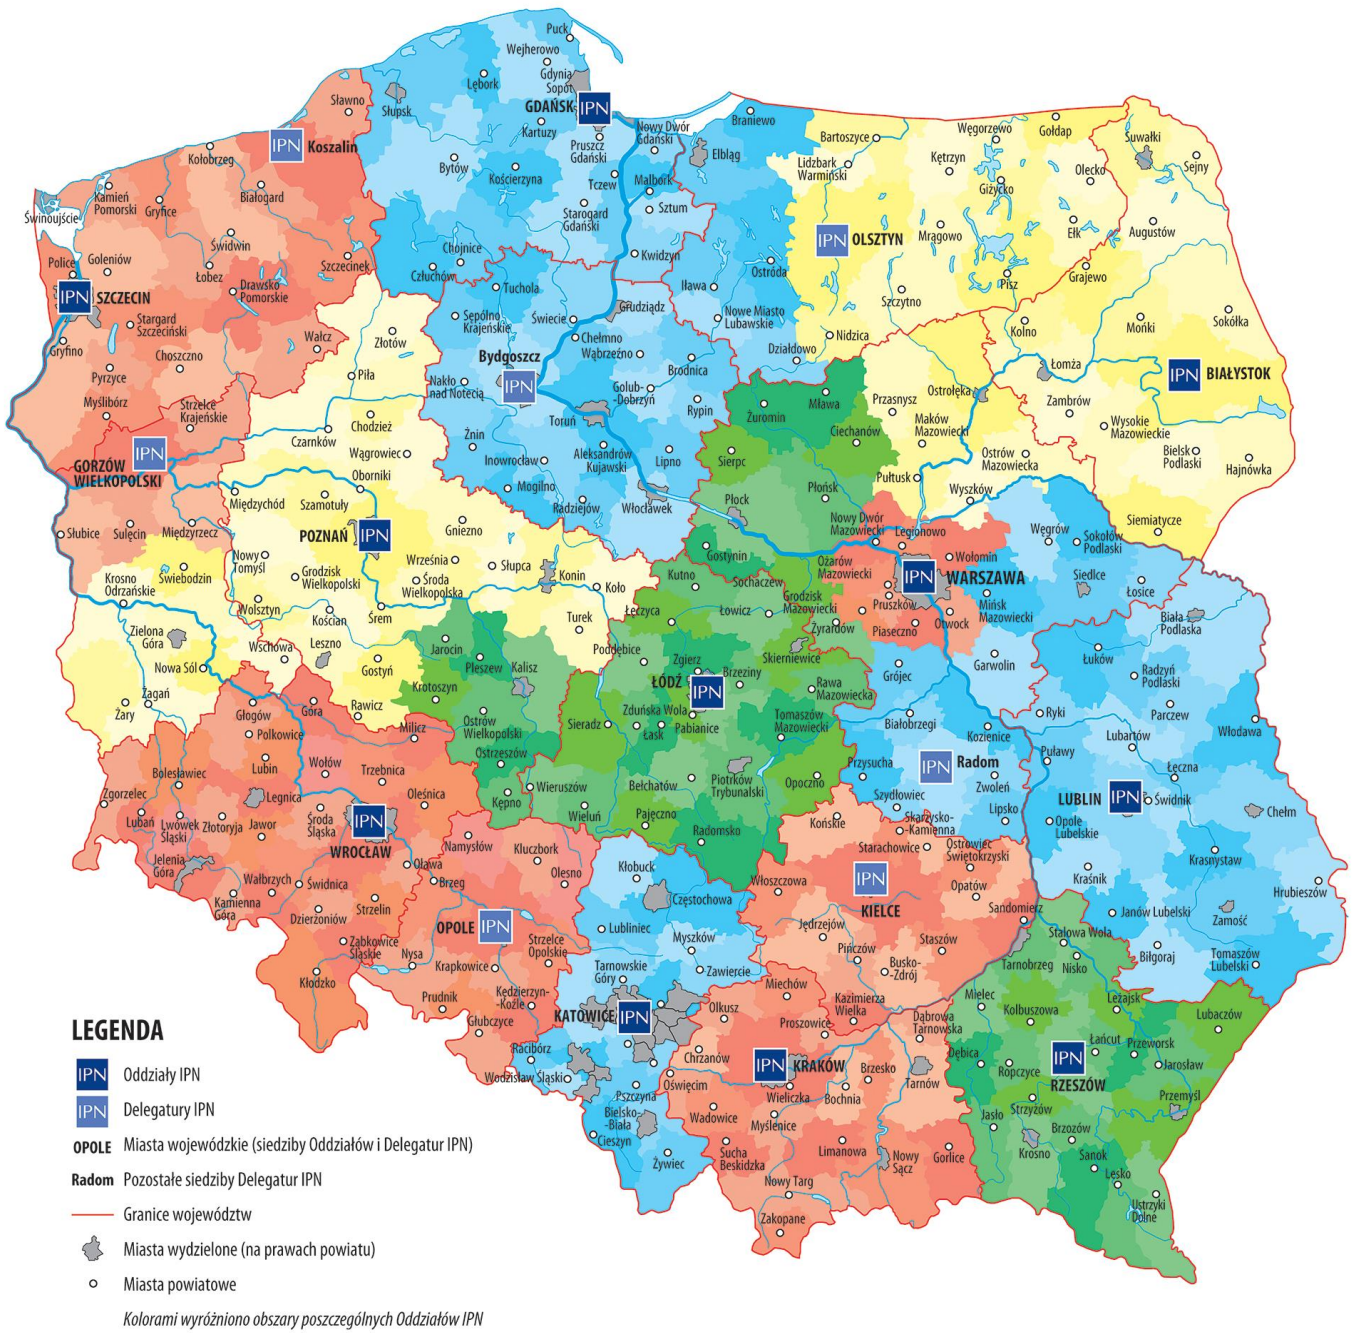 Puck
Wejherowo
Gdynia
Sopot
Lębork
Słupsk
GDAŃSK
IPN
Kartuzy
Pruszcz
Gdański
Nowy Dwór
Gdański
Sławno
IPN
Koszalin
Kołobrzeg
Białogard
Kamień
Pomorski
Gryfice
Świnoujście
Świdwin
Police
Goleniów
IPN
SZCZECIN
Łobez
Drawsko
Pomorskie
Szczecinek
Stargard
Szczeciński
Gryfino
Pyrzyce
Choszczno
Wałcz
Myślibórz
Bytów
Kościerzyna
Tczew
Malbork
Starogard
Gdański
Sztum
Kwidzyn
Chojnice
Człuchów
Braniewo
Elbląg
Ostróda
Iława
Nowe Miasto
Lubawskie
Działdowo
Bartoszyce
Lidzbark
Warmiński
Kętrzyn
Węgorzewo
Gołdap
Giżycko
Olecko
IPN
OLSZTYN
Mrągowo
Ełk
Szczytno
Pisz
Nidzica
Suwałki
Sejny
Augustów
Grajewo
Kolno
Mońki
Sokółka
Łomża
IPN
BIAŁYSTOK
Zambrów
Wysokie
Mazowieckie
Bielsk
Podlaski
Hajnówka
Siemiatycze
Tuchola
Sępólno
Krajeńskie
Świecie
Grudziądz
Chełmno
Wąbrzeźno
Bydgoszcz
IPN
Nakło
nad Notecią
Brodnica
Golub-
-Dobrzyń
Rypin
Toruń
Żnin
Inowrocław
Aleksandrów
Kujawski
Lipno
Mogilno
Radziejów
Włocławek
Złotów
Piła
Chodzież
Czarnków
Wągrowiec
Oborniki
Szamotuły
Międzychód
POZNAŃ
IPN
Gniezno
Nowy
Tomyśl
Grodzisk
Wielkopolski
Września
Środa
Wielkopolska
Słupca
Konin
Koło
Turek
Wolsztyn
Kościan
Śrem
Leszno
Gostyń
Rawicz
Jarocin
Pleszew
Kalisz
Krotoszyn
Ostrów
Wielkopolski
Ostrzeszów
Kępno
Strzelce
Krajeńskie
IPN
GORZÓW
WIELKOPOLSKI
Słubice
Sulęcin
Międzyrzecz
Świebodzin
Krosno
Odrzańskie
Zielona
Góra
Nowa Sól
Wschowa
Żagań
Żary
Żuromin
Mława
Ciechanów
Sierpc
Płońsk
Płock
Gostynin
Przasnysz
Ostrołęka
Maków
Mazowiecki
Ostrów
Mazowiecka
Pułtusk
Wyszków
Nowy Dwór
Mazowiecki
Legionowo
Wołomin
Ożarów
Mazowiecki
IPN
WARSZAWA
Pruszków
Otwock
Piaseczno
Mińsk
Mazowiecki
Węgrów
Sokołów
Podlaski
Siedlce
Łosice
Garwolin
Grójec
Sochaczew
Grodzisk
Mazowiecki
Żyrardów
Białobrzegi
Kozienice
IPN
Radom
Przysucha
Zwoleń
Szydłowiec
Lipsko
Kutno
Łęczyca
Łowicz
Poddębice
Zgierz
Brzeziny
Skierniewice
ŁÓDŹ
IPN
Rawa
Mazowiecka
Zduńska Wola
Pabianice
Sieradz
Łask
Tomaszów
Mazowiecki
Wieruszów
Bełchatów
Piotrków
Trybunalski
Opoczno
Wieluń
Pajęczno
Radomsko
Biała
Podlaska
Łuków
Radzyń
Podlaski
Parczew
Ryki
Włodawa
Lubartów
Puławy
Łęczna
LUBLIN
IPN
Świdnik
Chełm
Opole
Lubelskie
Krasnystaw
Kraśnik
Hrubieszów
Janów Lubelski
Zamość
Biłgoraj
Tomaszów
Lubelski
Głogów
Góra
Polkowice
Milicz
Lubin
Wołów
Trzebnica
Bolesławiec
Zgorzelec
Legnica
Oleśnica
Lubań
Lwówek
Śląski
Złotoryja
Jawor
Środa
Śląska
IPN
WROCŁAW
Jelenia
Góra
Oława
Wałbrzych
Świdnica
Kamienna
Góra
Dzierżoniów
Strzelin
Ząbkowice
Śląskie
Kłodzko
Namysłów
Kluczbork
Olesno
Brzeg
OPOLE
IPN
Strzelce
Opolskie
Nysa
Krapkowice
Prudnik
Kędzierzyn-
-Koźle
Głubczyce
Kłobuck
Częstochowa
Lubliniec
Myszków
Tarnowskie
Góry
Zawiercie
KATOWICE
IPN
Racibórz
Wodzisław Śląski
Pszczyna
Bielsko-
-Biała
Cieszyn
Żywiec
Końskie
Skarżysko-
-Kamienna
Starachowice
Ostrowiec
Świętokrzyski
Włoszczowa
IPN
KIELCE
Opatów
Sandomierz
Jędrzejów
Pińczów
Staszów
Busko-
-Zdrój
Kazimierza
Wielka
Miechów
Olkusz
Proszowice
Dąbrowa
Tarnowska
Chrzanów
IPN
KRAKÓW
Brzesko
Oświęcim
Wieliczka
Bochnia
Tarnów
Wadowice
Myślenice
Sucha
Beskidzka
Limanowa
Nowy
Sącz
Gorlice
Nowy Targ
Zakopane
Stalowa Wola
Tarnobrzeg
Nisko
Mielec
Kolbuszowa
Leżajsk
Lubaczów
Dębica
Ropczyce
IPN
RZESZÓW
Łańcut
Przeworsk
Jarosław
Strzyżów
Przemyśl
Jasło
Krosno
Brzozów
Sanok
Lesko
Ustrzyki
Dolne
LEGENDA
IPN Oddziały IPN
IPN Delegatury IPN
OPOLE Miasta wojewódzkie (siedziby Oddziałów i Delegatur IPN)
Radom Pozostałe siedziby Delegatur IPN
Granice województw
Miasta wydzielone (na prawach powiatu)
Miasta powiatowe
Kolorami wyróżniono obszary poszczególnych Oddziałów IPN